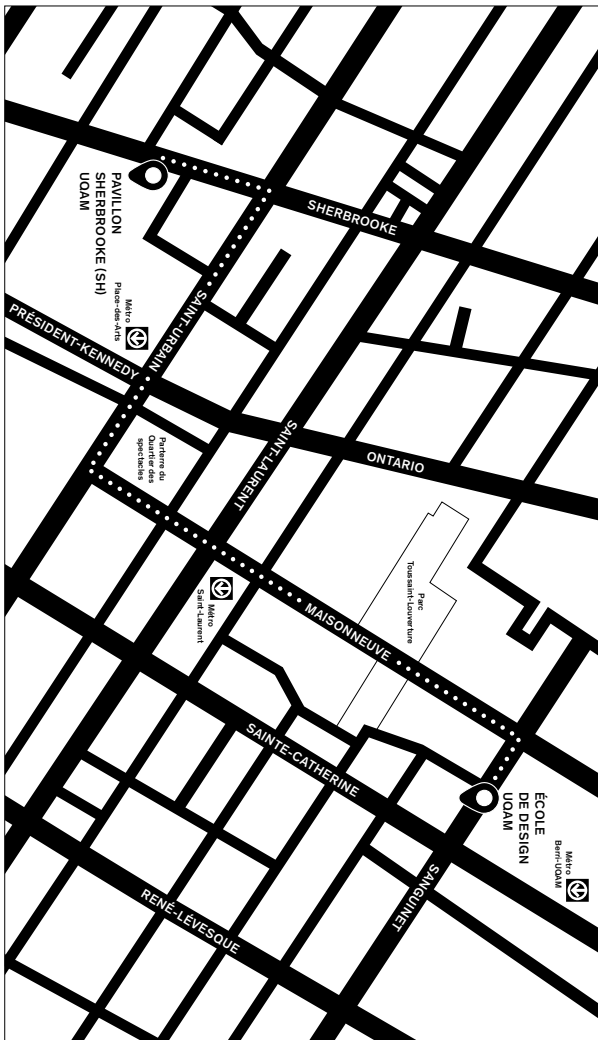 PAVILLON
SHERBROOKE (SH)
UQAM
SHERBROOKE
Métro
Place-des-Arts
SAINT-URBAIN
PRÉSIDENT-KENNEDY
Parterre du
Quartier des
spectacles
SAINT-LAURENT
ONTARIO
Métro
Saint-Laurent
Parc
Toussaint-Louverture
MAISONNEUVE
SAINTE-CATHERINE
ÉCOLE
DE DESIGN
UQAM
Métro
Berri-UQAM
SANGUINET
RENÉ-LÉVESQUE